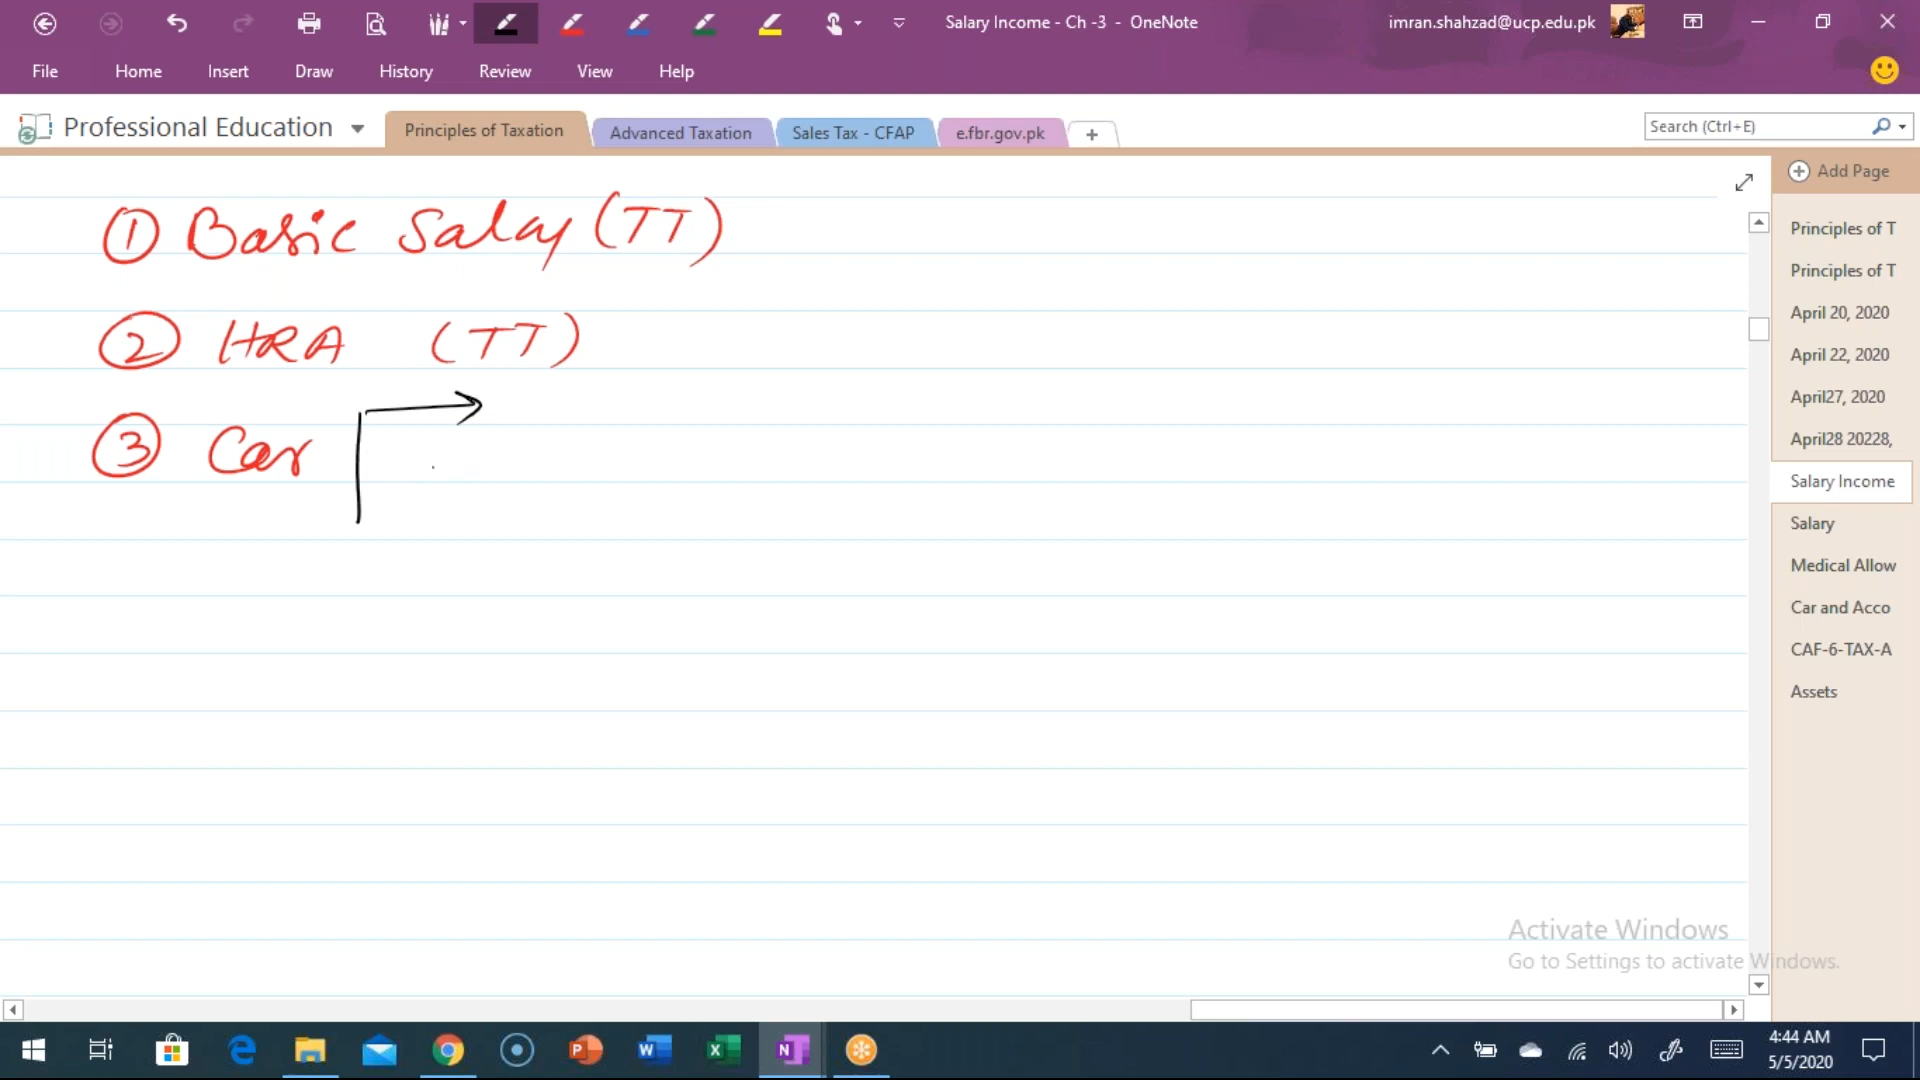 Salary Income - Ch -3 - OneNote
imran.shahzad@ucp.edu.pk
File Home Insert Draw History Review View Help
Professional Education
Principles of Taxation
Advanced Taxation
Sales Tax - CFAP
e.fbr.gov.pk
Search (Ctrl+E)
Add Page
Principles of T
Principles of T
April 20, 2020
April 22, 2020
April27, 2020
April28 20228,
Salary Income
Salary
Medical Allow
Car and Acco
CAF-6-TAX-A
Assets
① Basic Salay (TT)
② HRA (TT)
③ Car
Activate Windows
Go to Settings to activate Windows.
4:44 AM
5/5/2020